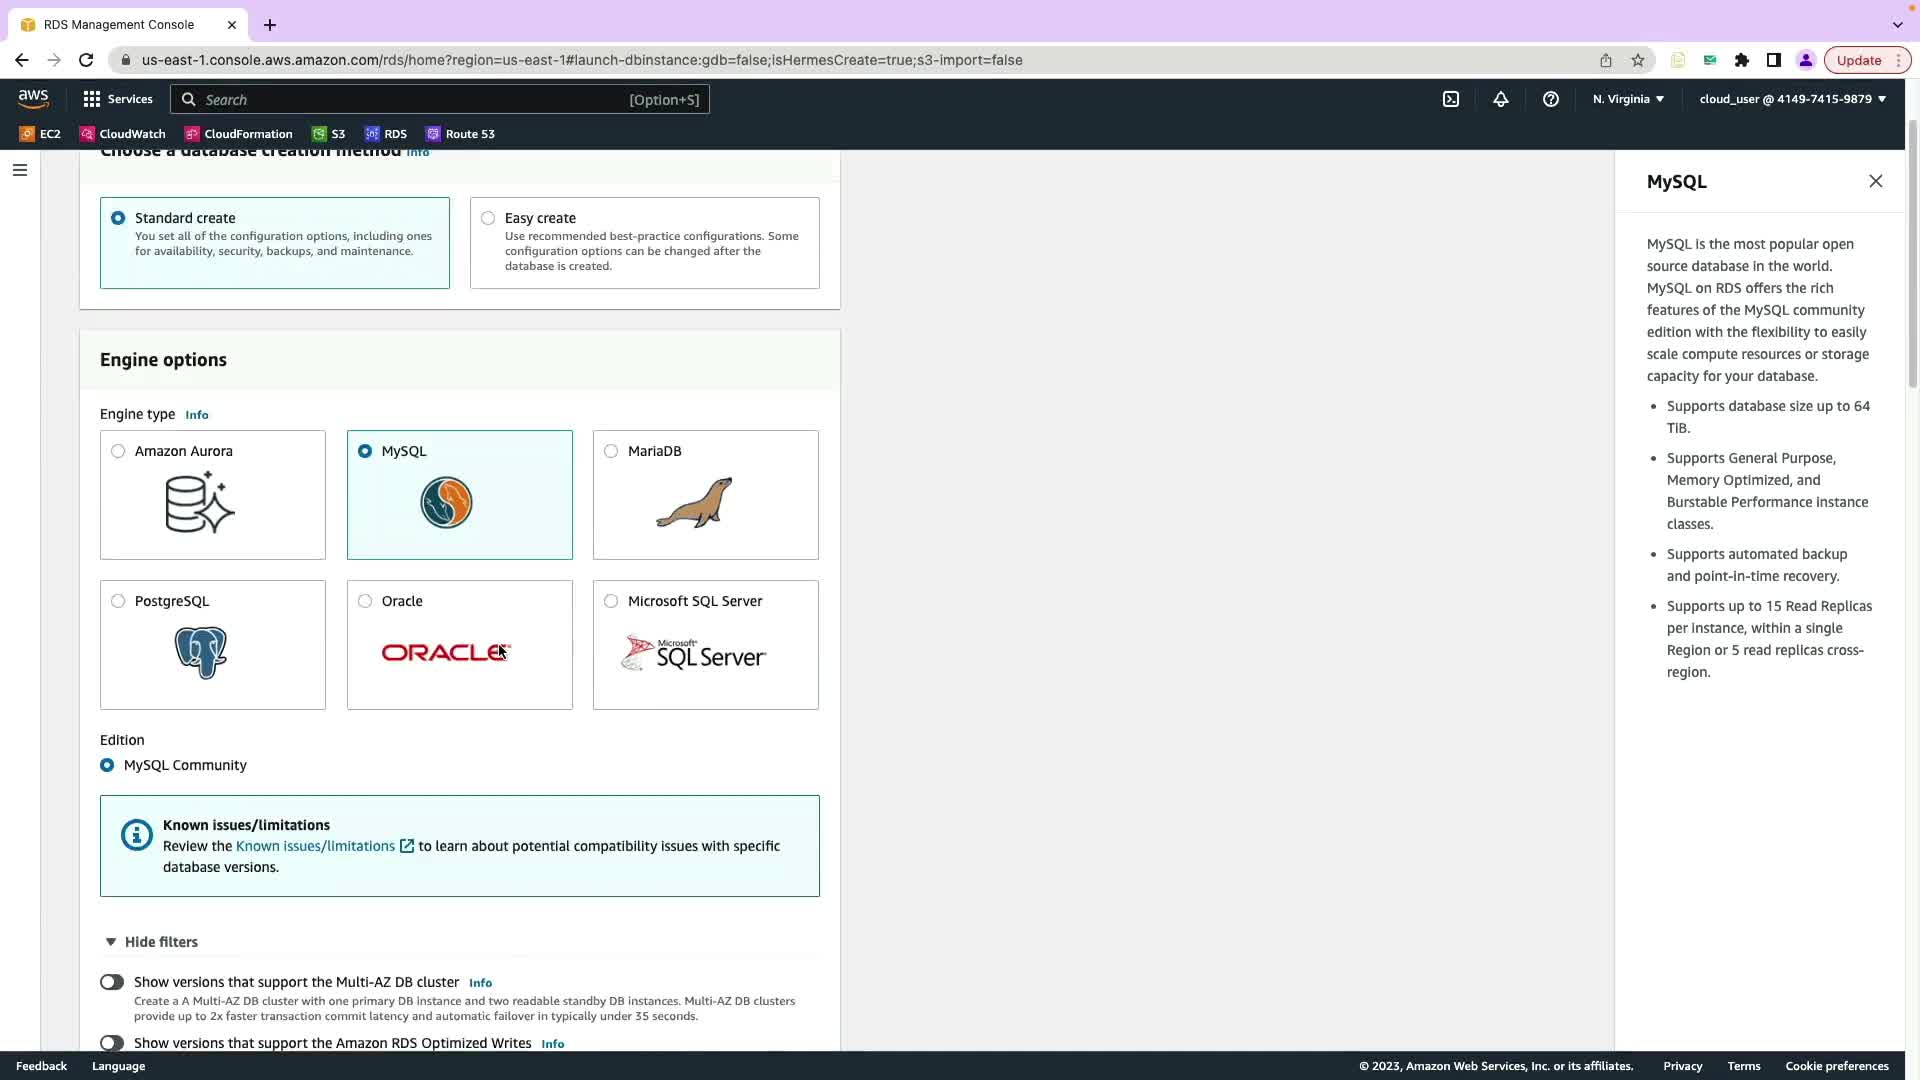 RDS Management Console
us-east-1.console.aws.amazon.com/rds/home?region=us-east-1#launch-dbinstance:gdb=false;isHermesCreate=true;s3-import=false
Update
aws
Services
Search
[Option+S]
N. Virginia
cloud_user @ 4149-7415-9879
EC2
CloudWatch
CloudFormation
S3
RDS
Route 53
Choose a database creation method Info
Standard create
You set all of the configuration options, including ones
for availability, security, backups, and maintenance.
Easy create
Use recommended best-practice configurations. Some
configuration options can be changed after the
database is created.
Engine options
Engine type Info
Amazon Aurora
MySQL
MariaDB
PostgreSQL
Oracle
ORACLE
Microsoft SQL Server
Microsoft
SQL Server
Edition
MySQL Community
Known issues/limitations
Review the Known issues/limitations to learn about potential compatibility issues with specific
database versions.
Hide filters
Show versions that support the Multi-AZ DB cluster Info
Create a A Multi-AZ DB cluster with one primary DB instance and two readable standby DB instances. Multi-AZ DB clusters
provide up to 2x faster transaction commit latency and automatic failover in typically under 35 seconds.
Show versions that support the Amazon RDS Optimized Writes Info
MySQL
MySQL is the most popular open
source database in the world.
MySQL on RDS offers the rich
features of the MySQL community
edition with the flexibility to easily
scale compute resources or storage
capacity for your database.
• Supports database size up to 64
TiB.
• Supports General Purpose,
Memory Optimized, and
Burstable Performance instance
classes.
• Supports automated backup
and point-in-time recovery.
• Supports up to 15 Read Replicas
per instance, within a single
Region or 5 read replicas cross-
region.
Feedback
Language
© 2023, Amazon Web Services, Inc. or its affiliates.
Privacy
Terms
Cookie preferences